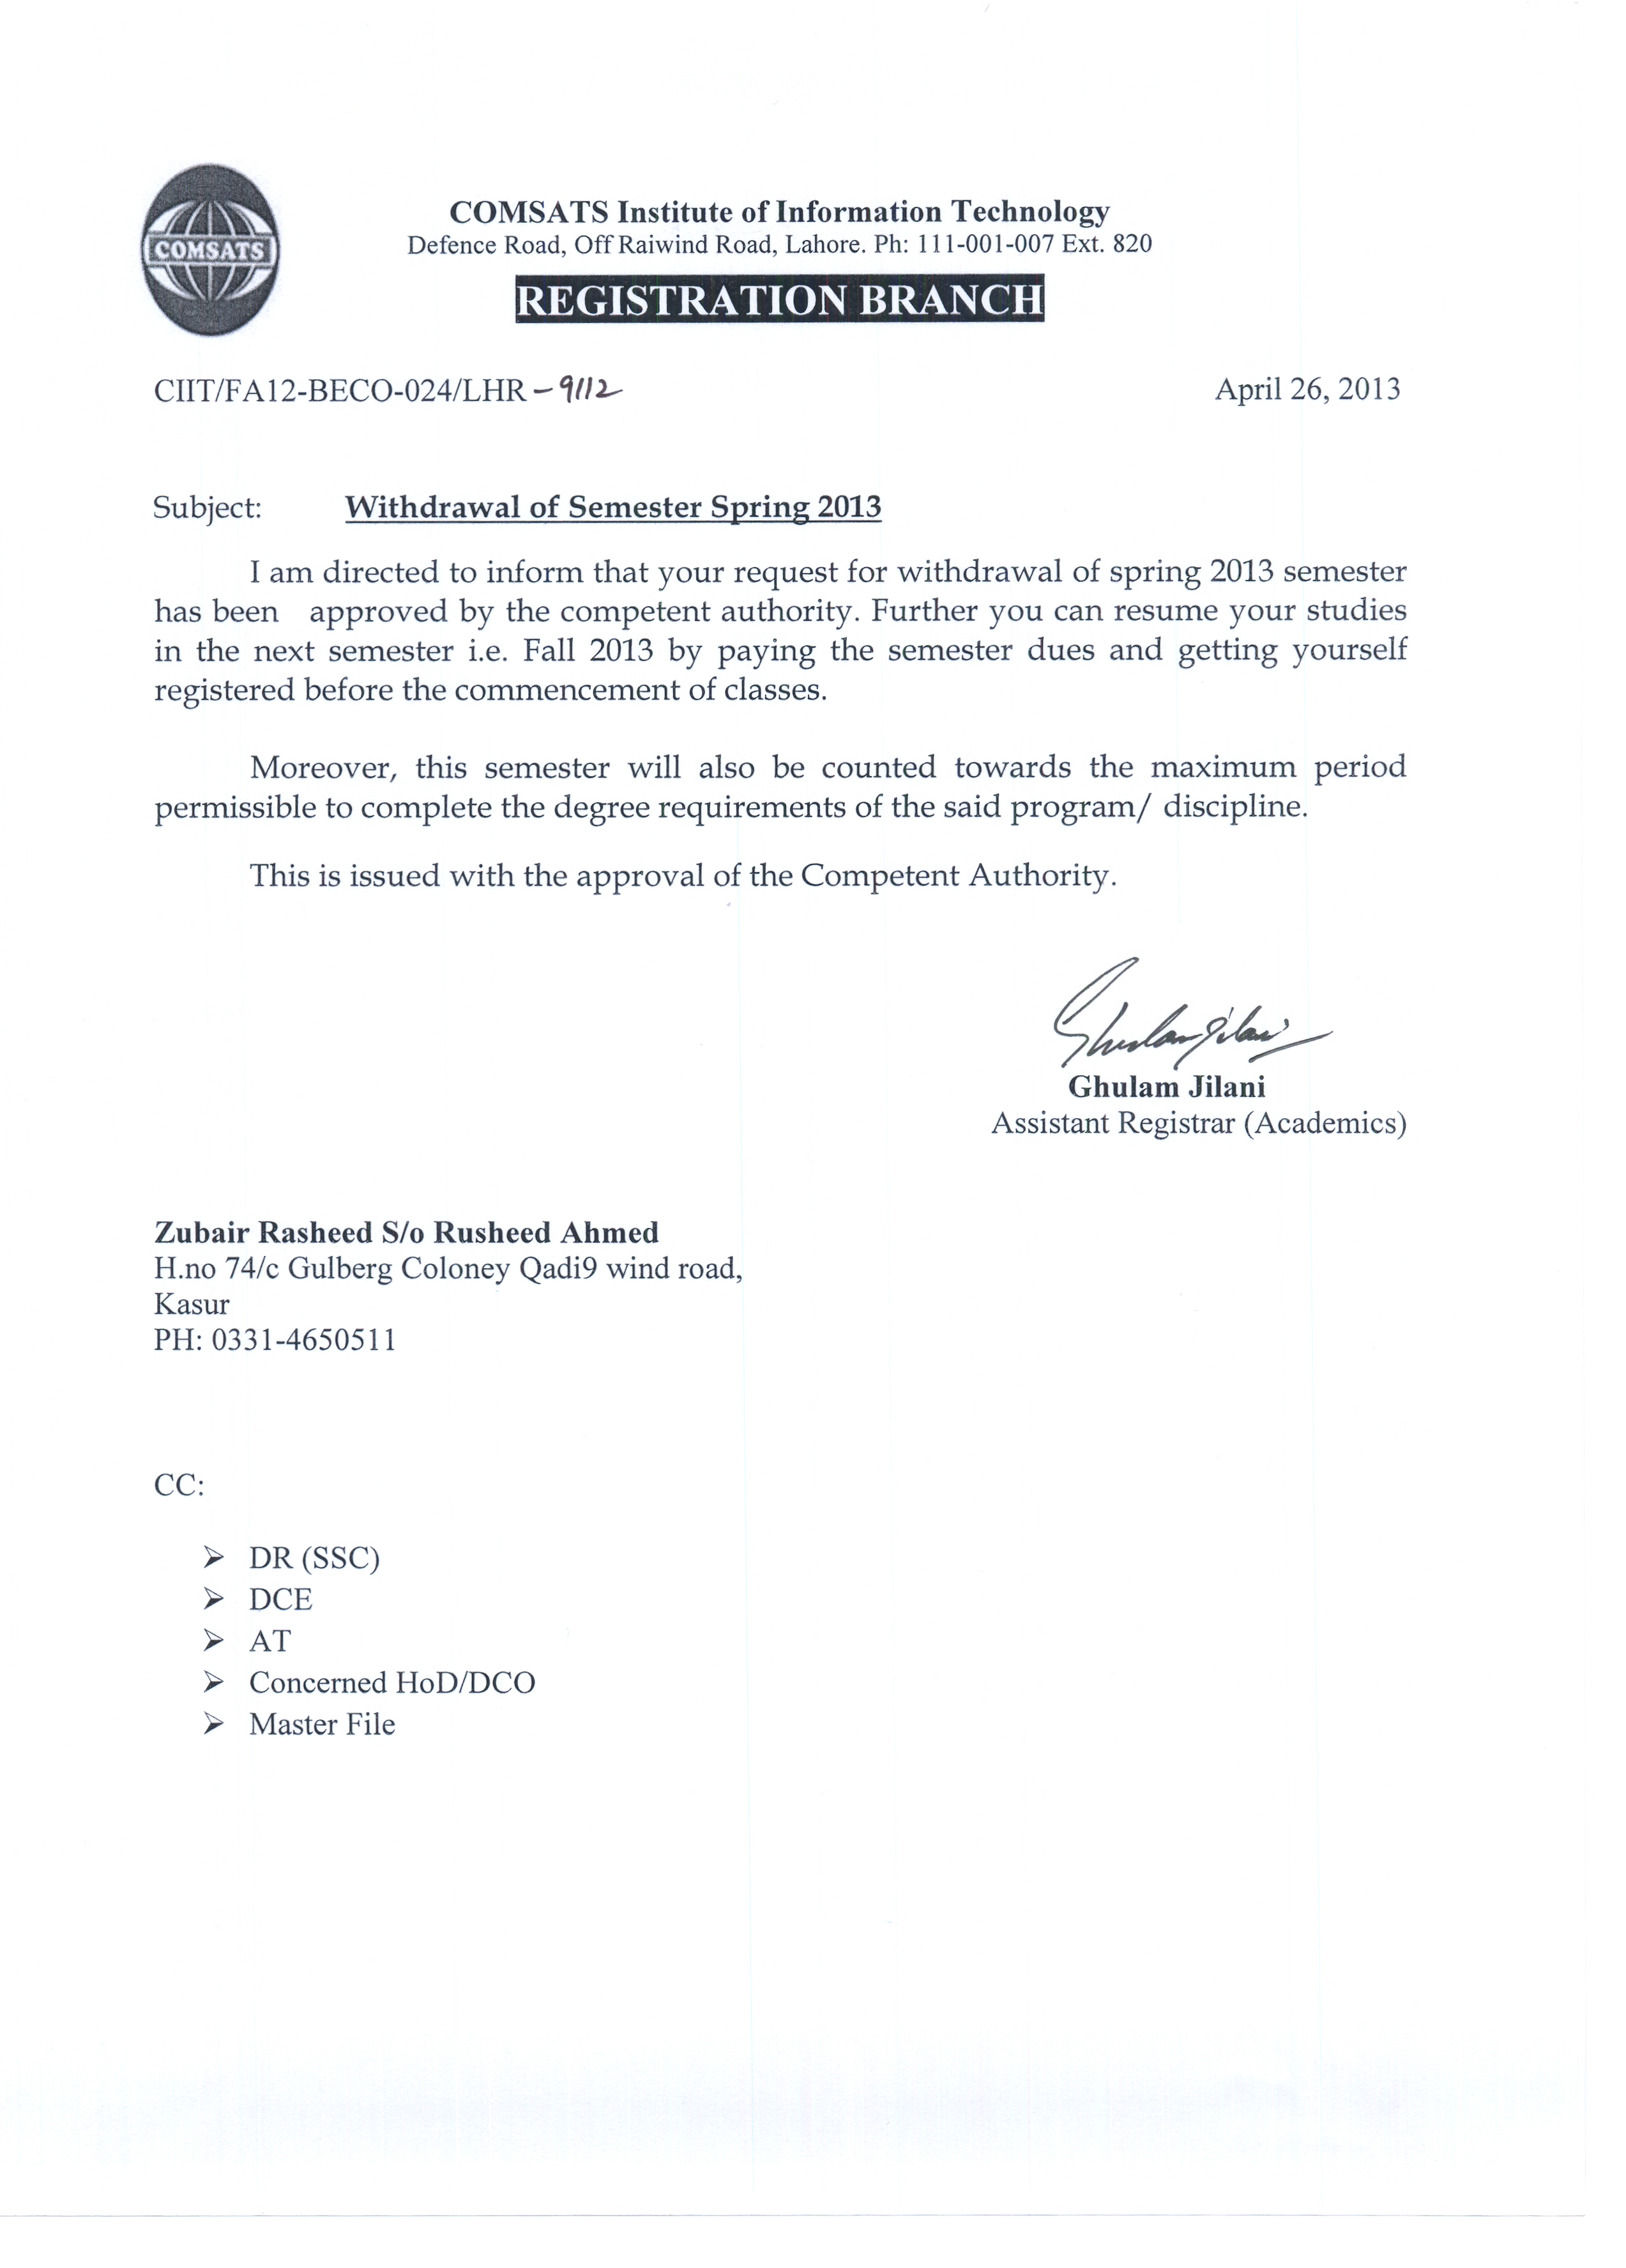 COMSATS
COMSATS Institute of Information Technology
Defence Road, Off Raiwind Road, Lahore. Ph: 111-001-007 Ext. 820
REGISTRATION BRANCH
CIIT/FA12-BECO-024/LHR - 9112
April 26, 2013
Subject: Withdrawal of Semester Spring 2013
I am directed to inform that your request for withdrawal of spring 2013 semester
has been approved by the competent authority. Further you can resume your studies
in the next semester i.e. Fall 2013 by paying the semester dues and getting yourself
registered before the commencement of classes.
Moreover, this semester will also be counted towards the maximum period
permissible to complete the degree requirements of the said program/ discipline.
This is issued with the approval of the Competent Authority.
Ghulam Jilani
Ghulam Jilani
Assistant Registrar (Academics)
Zubair Rasheed S/o Rusheed Ahmed
H.no 74/c Gulberg Coloney Qadi9 wind road,
Kasur
PH: 0331-4650511
CC:
➢ DR (SSC)
➢ DCE
➢ AT
➢ Concerned HoD/DCO
➢ Master File